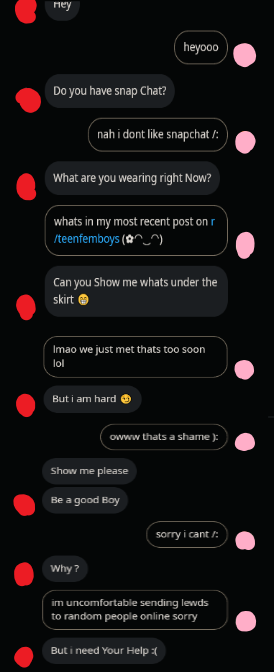 Hey
heyooo
Do you have snap Chat?
nah i dont like snapchat /:
What are you wearing right Now?
whats in my most recent post on r
/teenfemboys (✿◠‿◠)
Can you Show me whats under the
skirt 😁
lmao we just met thats too soon
lol
But i am hard 😏
owww thats a shame ):
Show me please
Be a good Boy
sorry i cant /:
Why ?
im uncomfortable sending lewds
to random people online sorry
But i need Your Help :(